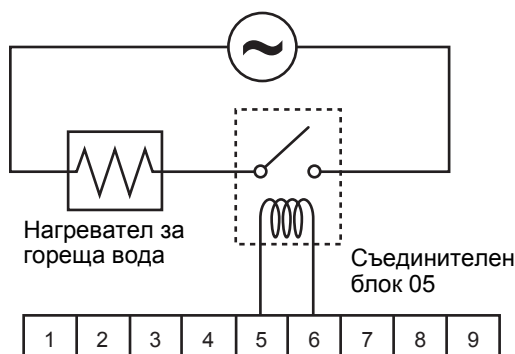 Нагревател за
гореща вода
Съединителен
блок 05
1 2 3 4 5 6 7 8 9